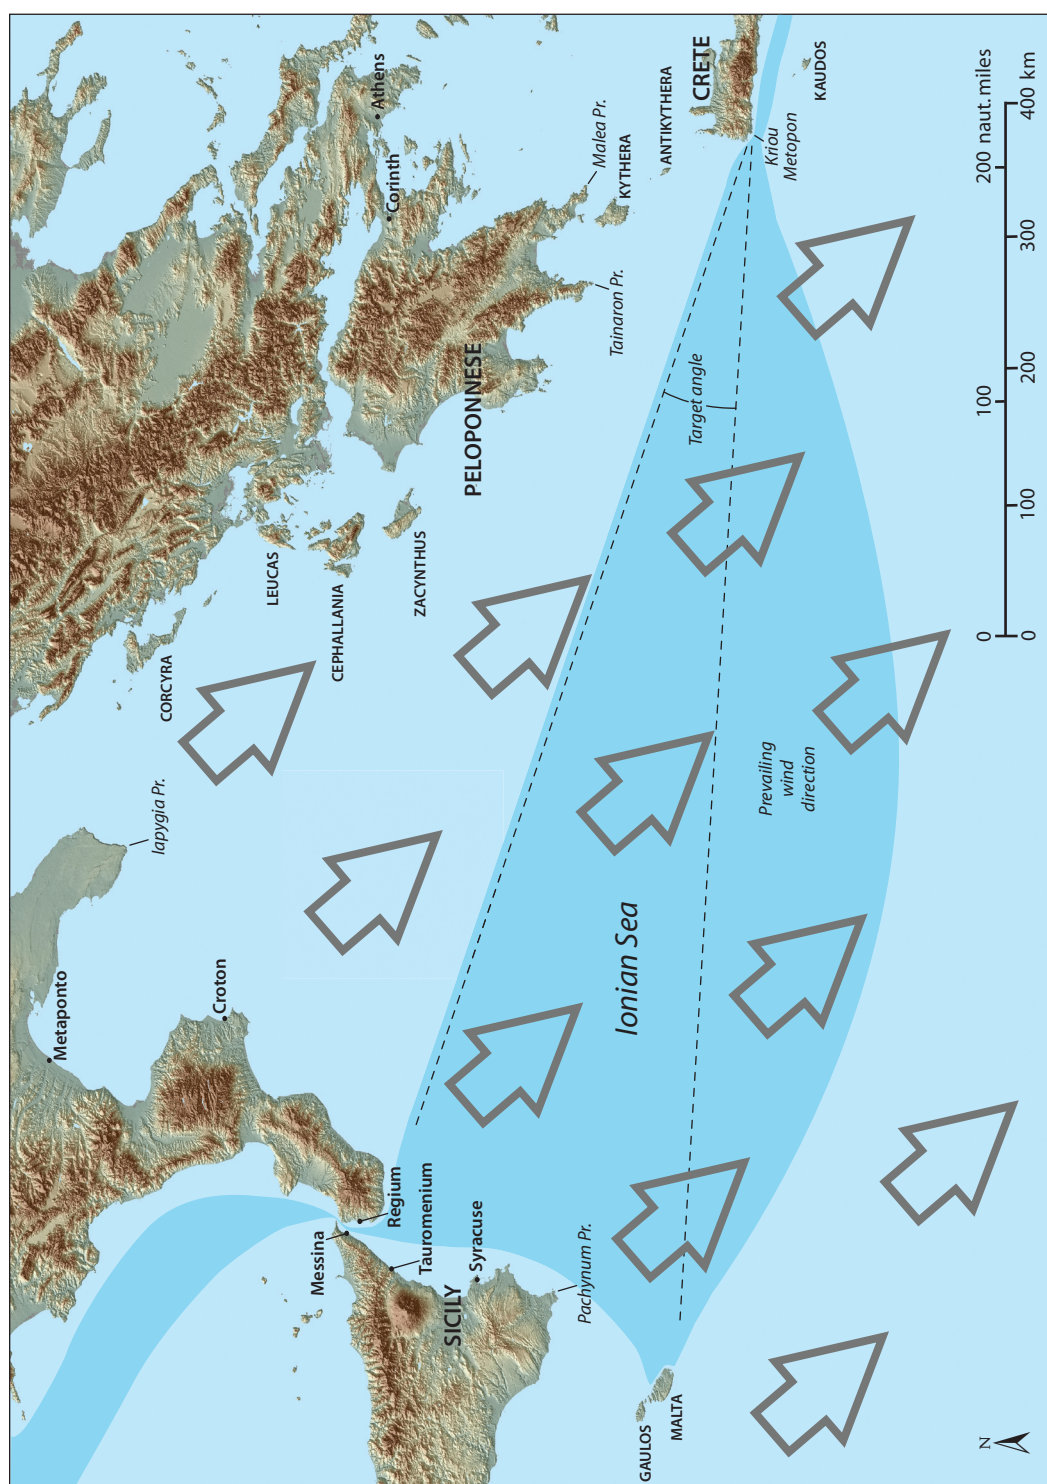 Metaponto
Croton
Iapygia Pr.
CORCYRA
LEUCAS
CEPHALLANIA
ZACYNTHUS
PELOPONNESE
Corinth
Athens
Tainaron Pr.
Malea Pr.
KYTHERA
ANTIKYTHERA
CRETE
Kriou
Metopon
KAUDOS
Messina
Regium
Tauromenium
SICILY
Syracuse
Pachynum Pr.
GAULOS
MALTA
Ionian Sea
Target angle
Prevailing
wind
direction
N
0 100 200 naut.miles
0 100 200 300 400 km